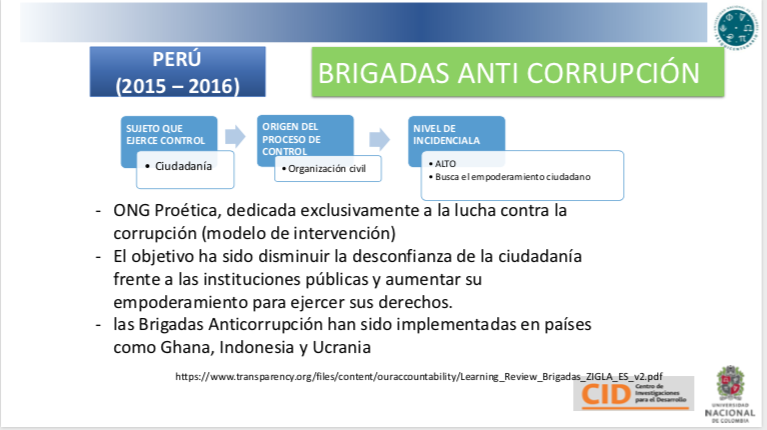 PERÚ
(2015 – 2016)
BRIGADAS ANTI CORRUPCIÓN
SUJETO QUE
EJERCE CONTROL
• Ciudadanía
ORIGEN DEL
PROCESO DE
CONTROL
• Organización civil
NIVEL DE
INCIDENCIALA
• ALTO
• Busca el empoderamiento ciudadano
- ONG Proética, dedicada exclusivamente a la lucha contra la
corrupción (modelo de intervención)
- El objetivo ha sido disminuir la desconfianza de la ciudadanía
frente a las instituciones públicas y aumentar su
empoderamiento para ejercer sus derechos.
- las Brigadas Anticorrupción han sido implementadas en países
como Ghana, Indonesia y Ucrania
https://www.transparency.org/files/content/ouraccountability/Learning_Review_Brigadas_ZIGLA_ES_v2.pdf
CID
Centro de
Investigaciones
para el Desarrollo
UNIVERSIDAD
NACIONAL
DE COLOMBIA